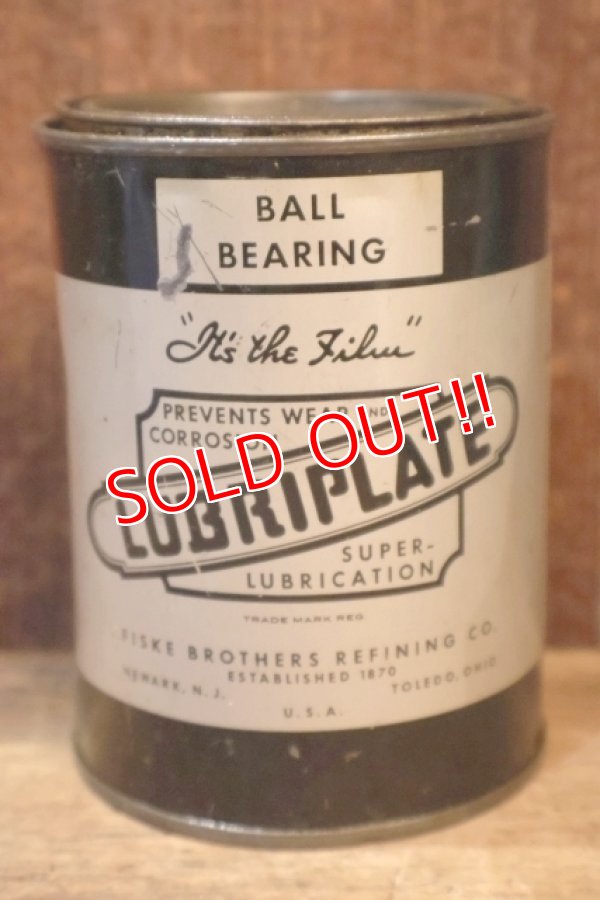 BALL
BEARING
"It's the Film"
PREVENTS WEAR AND
CORROSION
LUBRIPLATE
SOLD OUT!!
SUPER-
LUBRICATION
TRADE MARK REG.
FISKE BROTHERS REFINING CO.
ESTABLISHED 1870
NEWARK, N. J. TOLEDO, OHIO
U.S.A.